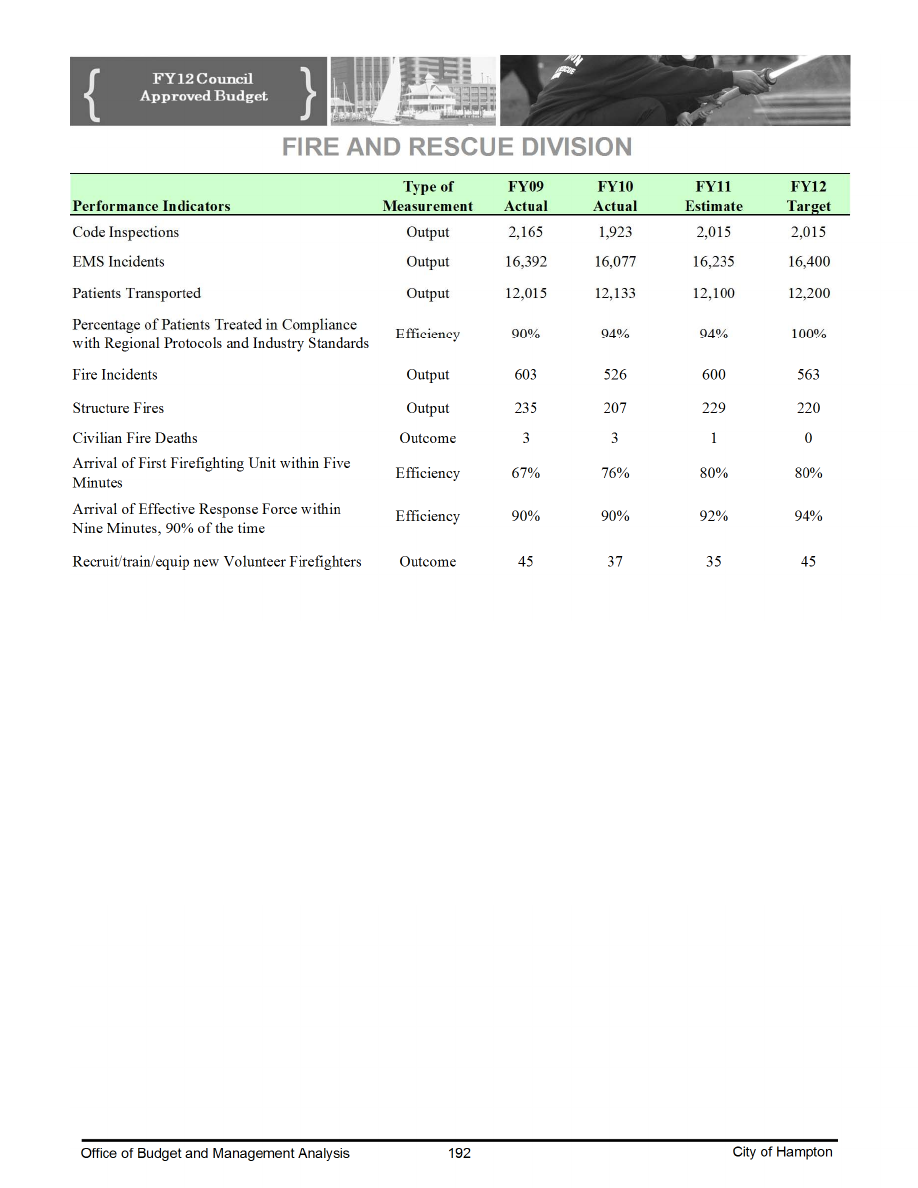 FY12 Council
Approved Budget
FIRE AND RESCUE DIVISION
Type of FY09 FY10 FY11 FY12
Performance Indicators Measurement Actual Actual Estimate Target
Code Inspections Output 2,165 1,923 2,015 2,015
EMS Incidents Output 16,392 16,077 16,235 16,400
Patients Transported Output 12,015 12,133 12,100 12,200
Percentage of Patients Treated in Compliance
with Regional Protocols and Industry Standards Efficiency 90% 94% 94% 100%
Fire Incidents Output 603 526 600 563
Structure Fires Output 235 207 229 220
Civilian Fire Deaths Outcome 3 3 1 0
Arrival of First Firefighting Unit within Five
Minutes Efficiency 67% 76% 80% 80%
Arrival of Effective Response Force within
Nine Minutes, 90% of the time Efficiency 90% 90% 92% 94%
Recruit/train/equip new Volunteer Firefighters Outcome 45 37 35 45
Office of Budget and Management Analysis 192 City of Hampton